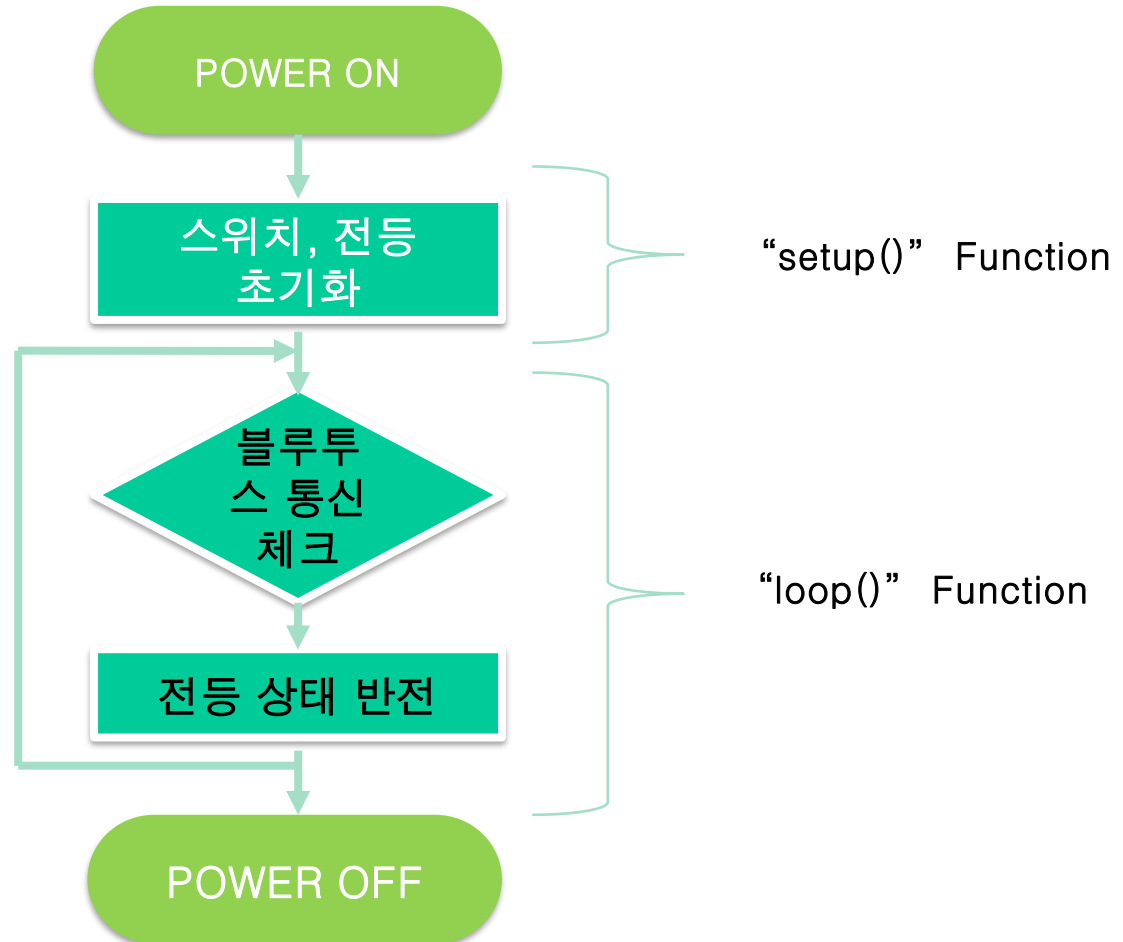 POWER ON
스위치, 전등
초기화
“setup()” Function
블루투
스 통신
체크
“loop()” Function
전등 상태 반전
POWER OFF